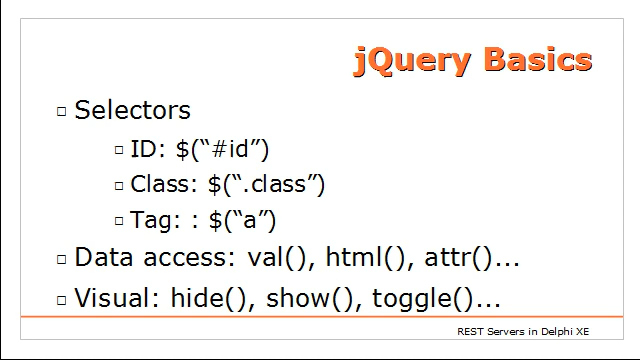 jQuery Basics
Selectors
ID: $(“#id”)
Class: $(“.class”)
Tag: : $(“a”)
Data access: val(), html(), attr()...
Visual: hide(), show(), toggle()...
REST Servers in Delphi XE